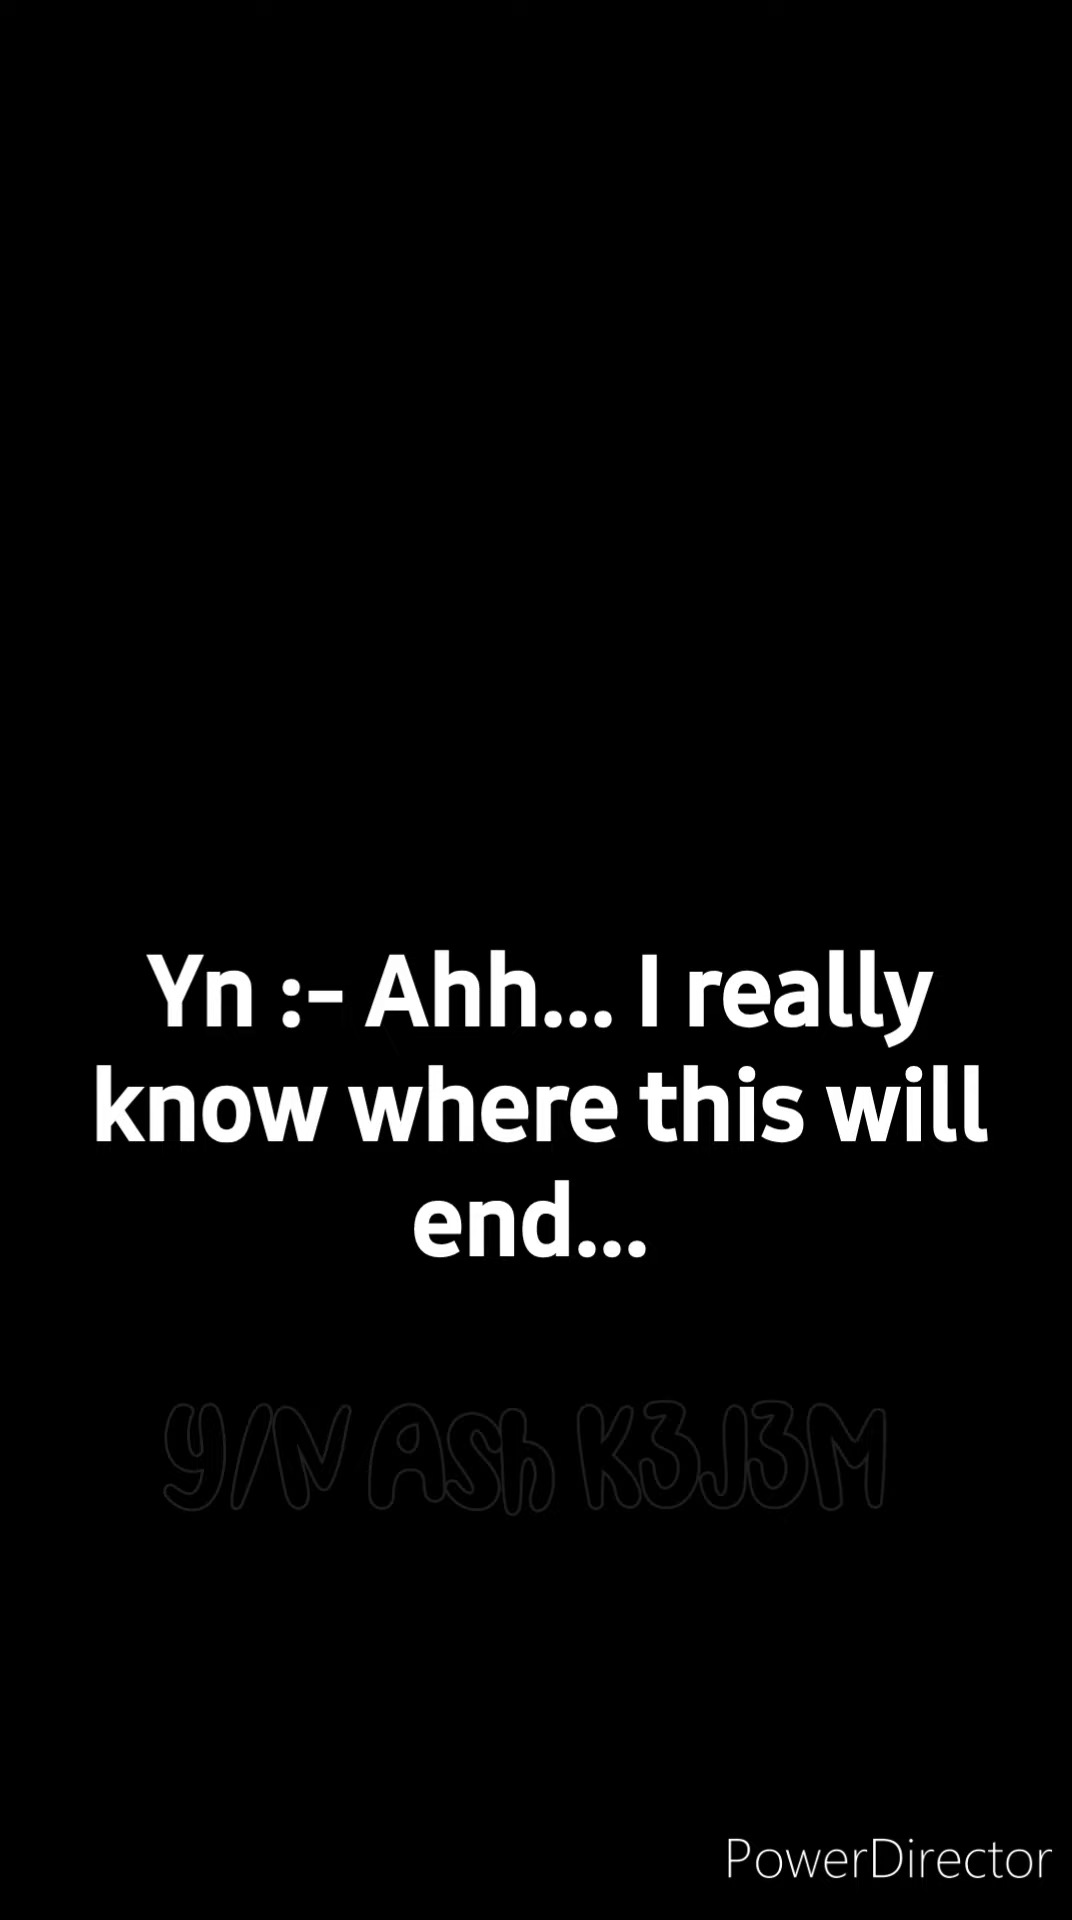 Yn :- Ahh... I really
know where this will
end...
Y/N Ash K3J3M
PowerDirector